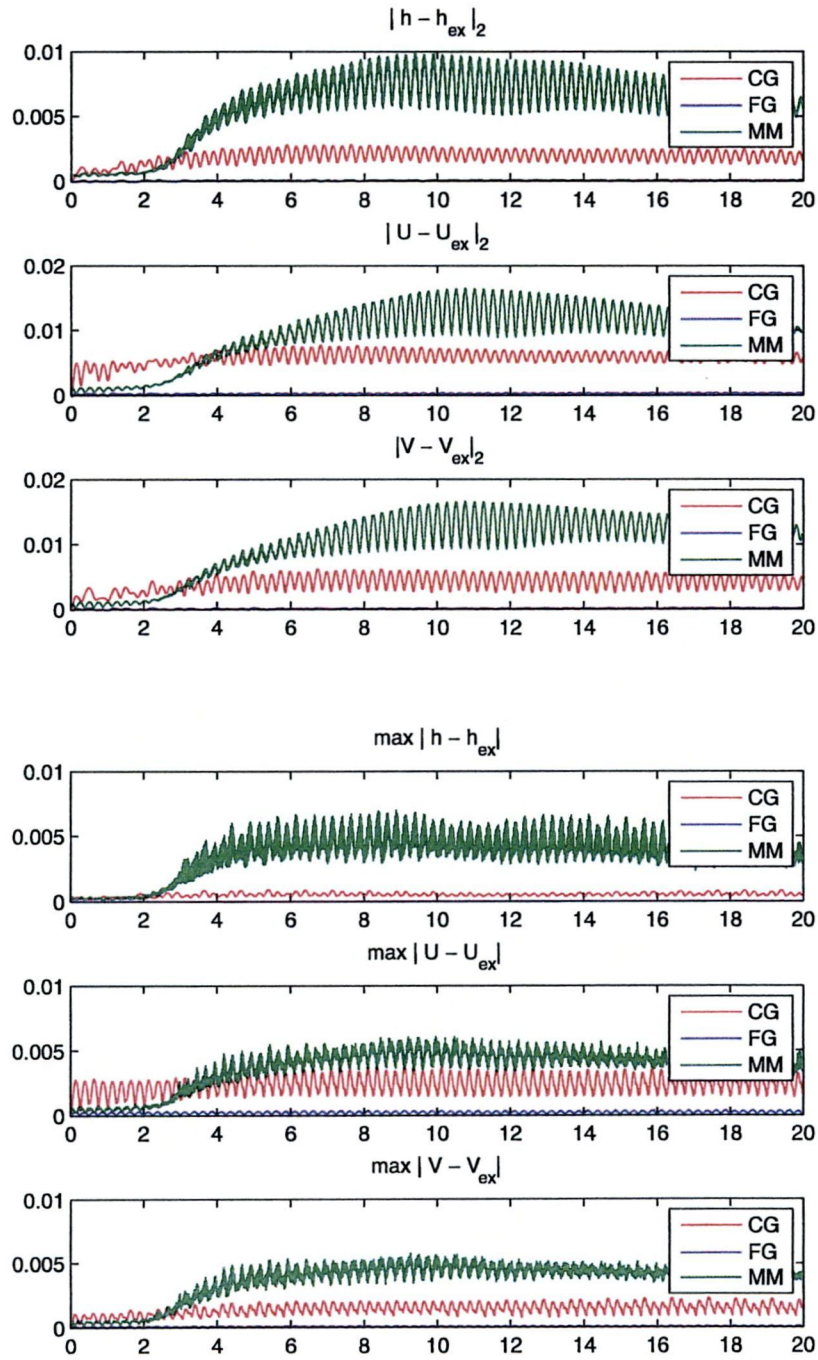 | h − h_ex |_2
0.01
0.005
0
0 2 4 6 8 10 12 14 16 18 20
CG
FG
MM
| U − U_ex |_2
0.02
0.01
0
0 2 4 6 8 10 12 14 16 18 20
CG
FG
MM
|V − V_ex|_2
0.02
0.01
0
0 2 4 6 8 10 12 14 16 18 20
CG
FG
MM
max | h − h_ex|
0.01
0.005
0
0 2 4 6 8 10 12 14 16 18 20
CG
FG
MM
max | U − U_ex|
0.01
0.005
0
0 2 4 6 8 10 12 14 16 18 20
CG
FG
MM
max | V − V_ex|
0.01
0.005
0
0 2 4 6 8 10 12 14 16 18 20
CG
FG
MM